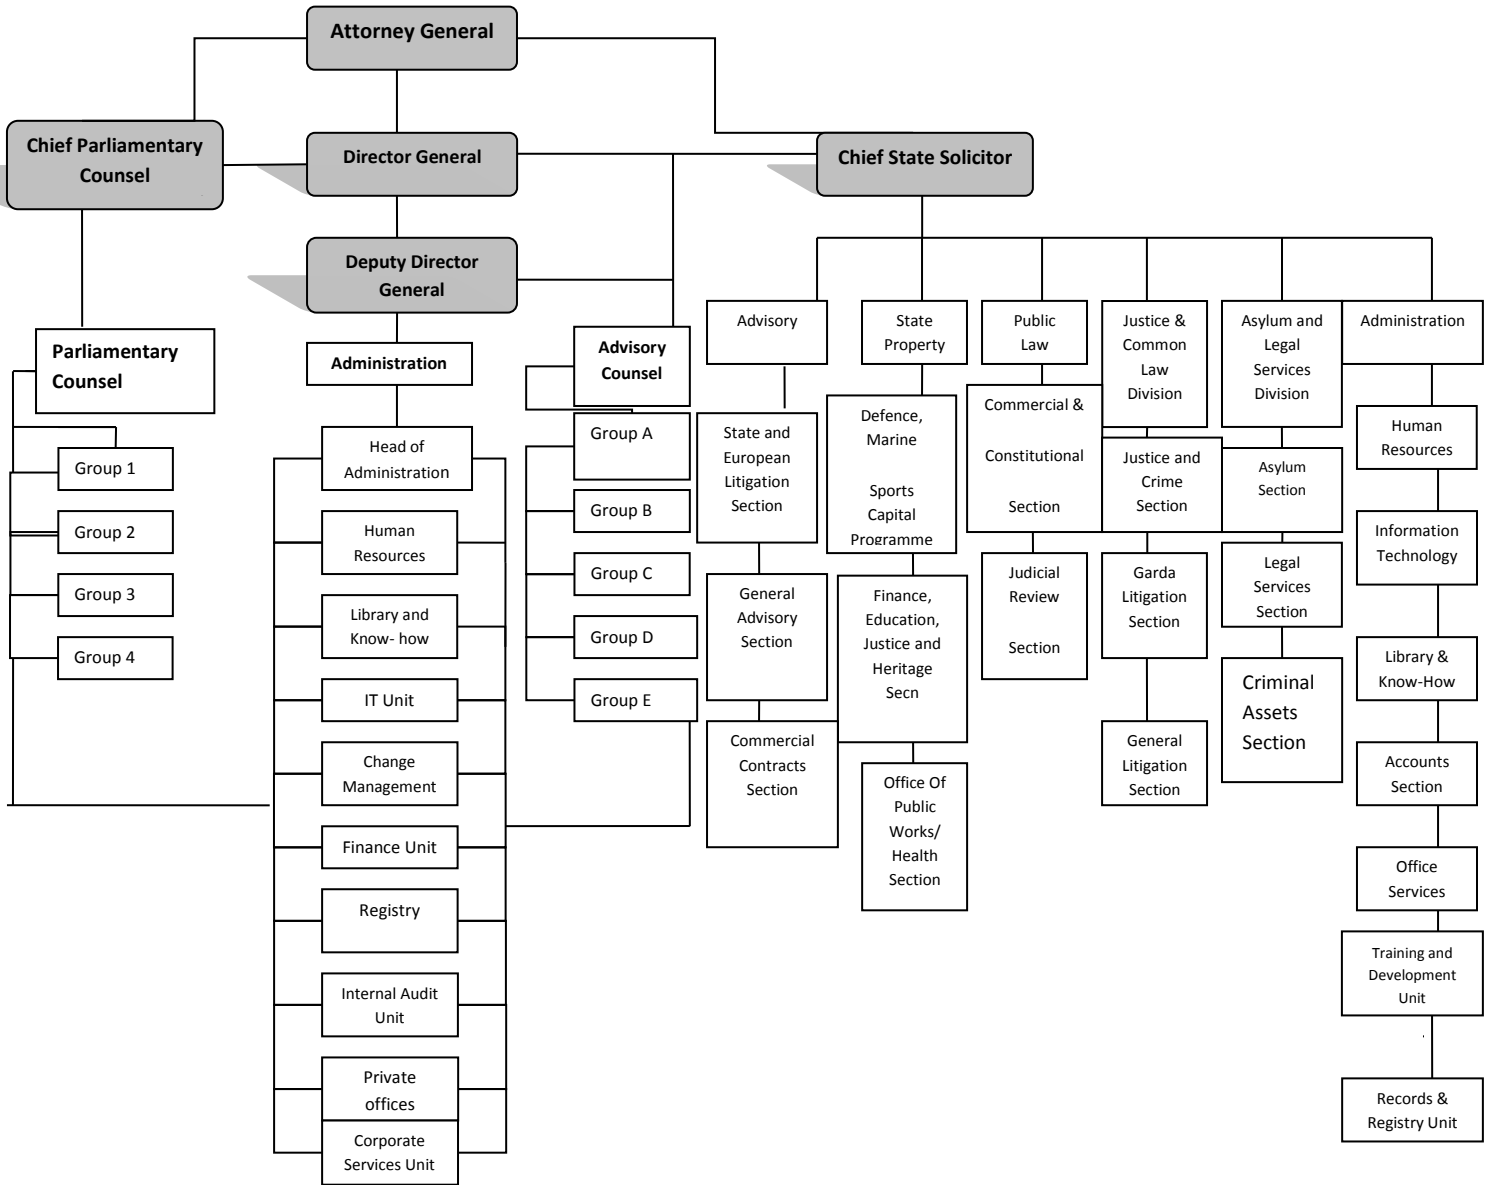 Attorney General
Chief Parliamentary
Counsel
Director General
Chief State Solicitor
Deputy Director
General
Parliamentary
Counsel
Group 1
Group 2
Group 3
Group 4
Administration
Head of
Administration
Human
Resources
Library and
Know- how
IT Unit
Change
Management
Finance Unit
Registry
Internal Audit
Unit
Private
offices
Corporate
Services Unit
Advisory
Counsel
Group A
Group B
Group C
Group D
Group E
Advisory
State and
European
Litigation
Section
General
Advisory
Section
Commercial
Contracts
Section
State
Property
Defence,
Marine
Sports
Capital
Programme
Finance,
Education,
Justice and
Heritage
Secn
Office Of
Public
Works/
Health
Section
Public
Law
Commercial &
Constitutional
Section
Judicial
Review
Section
Justice &
Common
Law
Division
Justice and
Crime
Section
Garda
Litigation
Section
General
Litigation
Section
Asylum and
Legal
Services
Division
Asylum
Section
Legal
Services
Section
Criminal
Assets
Section
Administration
Human
Resources
Information
Technology
Library &
Know-How
Accounts
Section
Office
Services
Training and
Development
Unit
Records &
Registry Unit